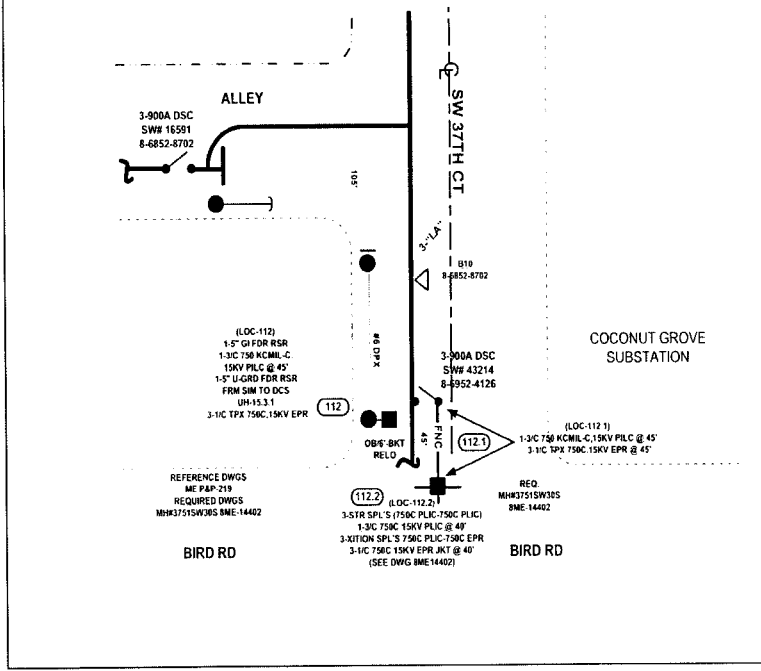 ALLEY
3-900A DSC
SW# 16591
8-6852-8702
CL SW 37TH CT
105'
3-"LA"
B10
8-6852-8702
(LOC-112)
1-5" GI FDR RSR
1-3/C 750 KCMIL-C.
15KV PILC @ 45'
1-5" U-GRD FDR RSR
FRM SIM TO DCS
UH-15.3.1
3-1/C TPX 750C,15KV EPR
112
#6 DPX
OB/6'-BKT
RELO
3-900A DSC
SW# 43214
8-6952-4126
45'
FNC
112.1
COCONUT GROVE
SUBSTATION
(LOC-112 1)
1-3/C 750 KCMIL-C,15KV PILC @ 45'
3-1/C TPX 750C.15KV EPR @ 45'
REFERENCE DWGS
ME P&P-219
REQUIRED DWGS
MH#3751SW30S 8ME-14402
BIRD RD
112.2
(LOC-112.2)
3-STR SPL'S (750C PLIC-750C PLIC)
1-3/C 750C 15KV PLIC @ 40'
3-XITION SPL'S 750C PLIC-750C EPR
3-1/C 750C 15KV EPR JKT @ 40'
(SEE DWG 8ME14402)
REQ.
MH#3751SW30S
8ME-14402
BIRD RD